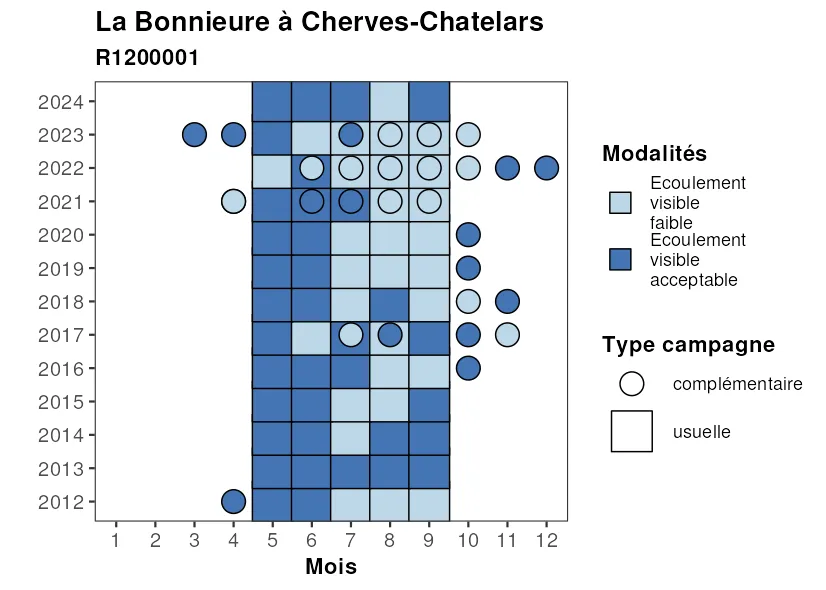 La Bonnieure à Cherves-Chatelars
R1200001
2024
2023
2022
2021
2020
2019
2018
2017
2016
2015
2014
2013
2012
1 2 3 4 5 6 7 8 9 10 11 12
Mois
Modalités
Ecoulement
visible
faible
Ecoulement
visible
acceptable
Type campagne
complémentaire
usuelle